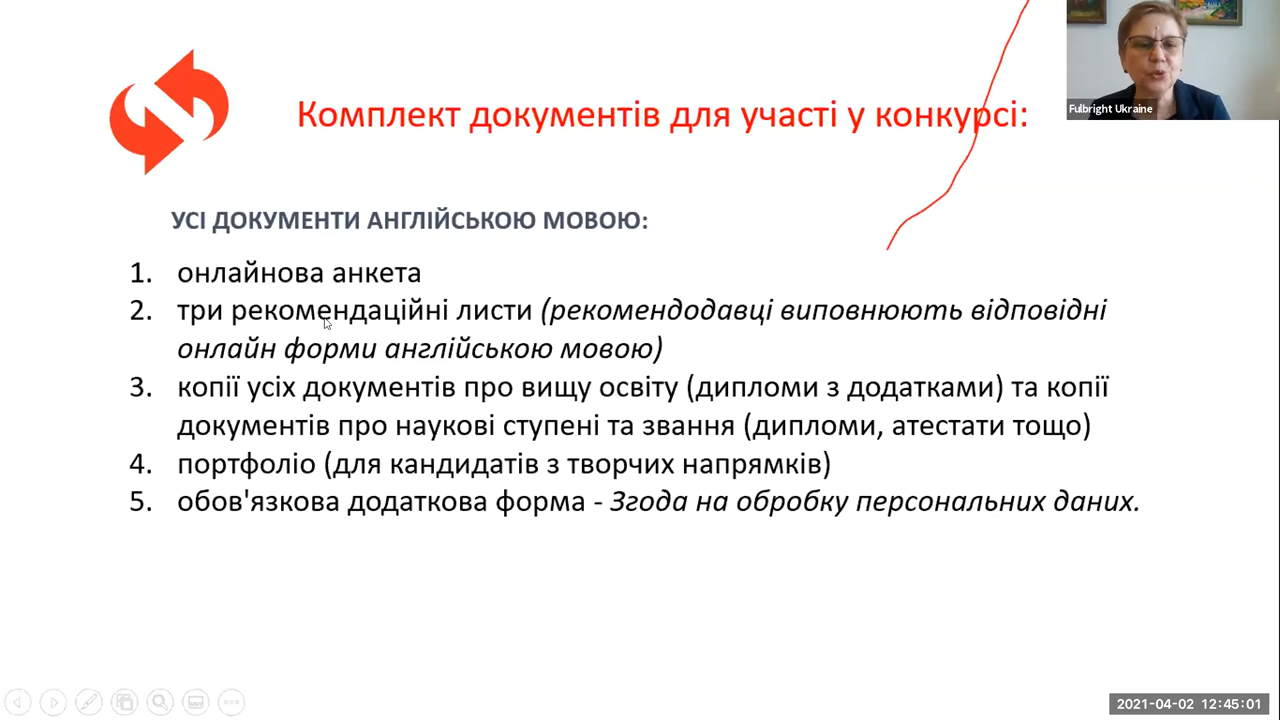 Комплект документів для участі у конкурсі:
Fulbright Ukraine
УСІ ДОКУМЕНТИ АНГЛІЙСЬКОЮ МОВОЮ:
1. онлайнова анкета
2. три рекомендаційні листи (рекомендодавці виповнюють відповідні
онлайн форми англійською мовою)
3. копії усіх документів про вищу освіту (дипломи з додатками) та копії
документів про наукові ступені та звання (дипломи, атестати тощо)
4. портфоліо (для кандидатів з творчих напрямків)
5. обов'язкова додаткова форма - Згода на обробку персональних даних.
2021-04-02 12:45:01